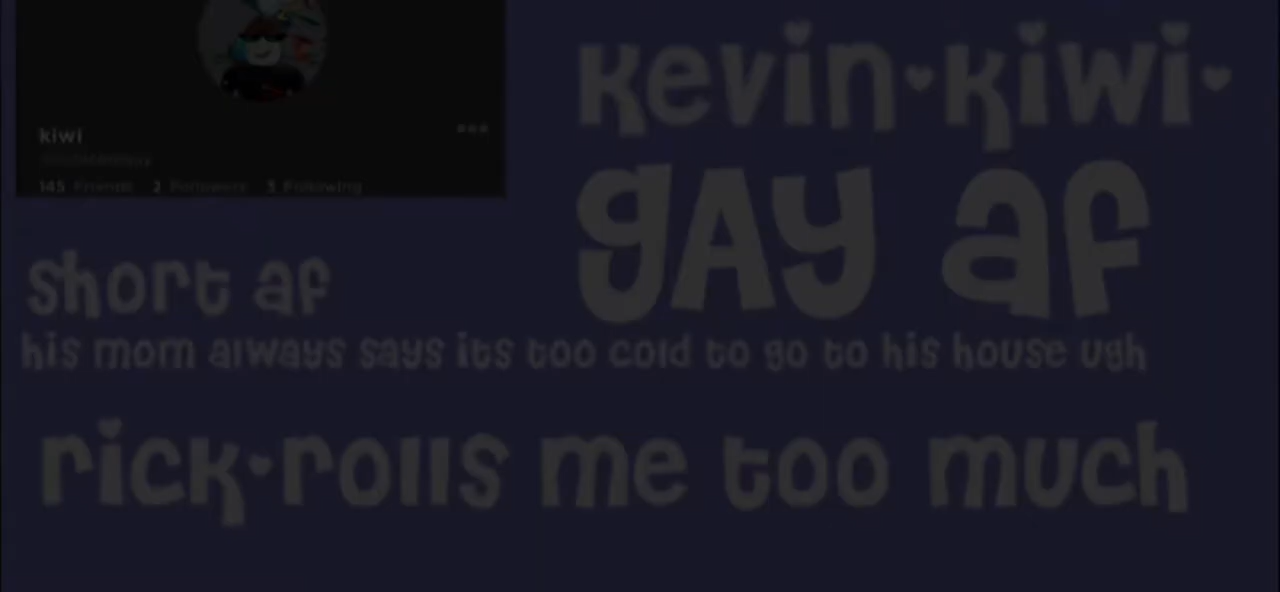 kevin kiwi
kiwi
145 Friends 2 Followers 3 Following
gAy af
short af
his mom always says its too cold to go to his house ugh
rick rolls me too much